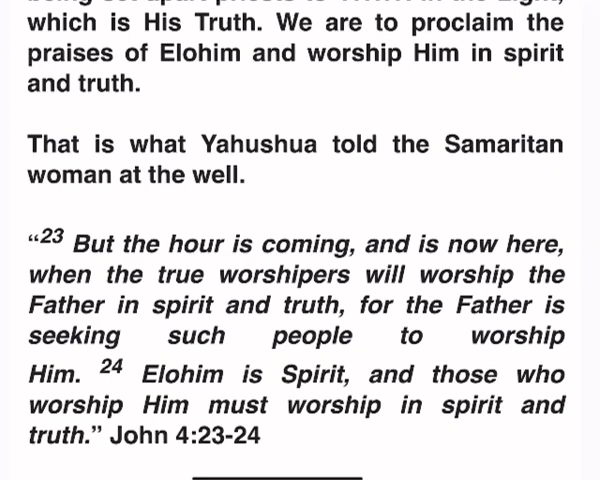 which is His Truth. We are to proclaim the
praises of Elohim and worship Him in spirit
and truth.
That is what Yahushua told the Samaritan
woman at the well.
“23 But the hour is coming, and is now here,
when the true worshipers will worship the
Father in spirit and truth, for the Father is
seeking such people to worship
Him. 24 Elohim is Spirit, and those who
worship Him must worship in spirit and
truth.” John 4:23-24